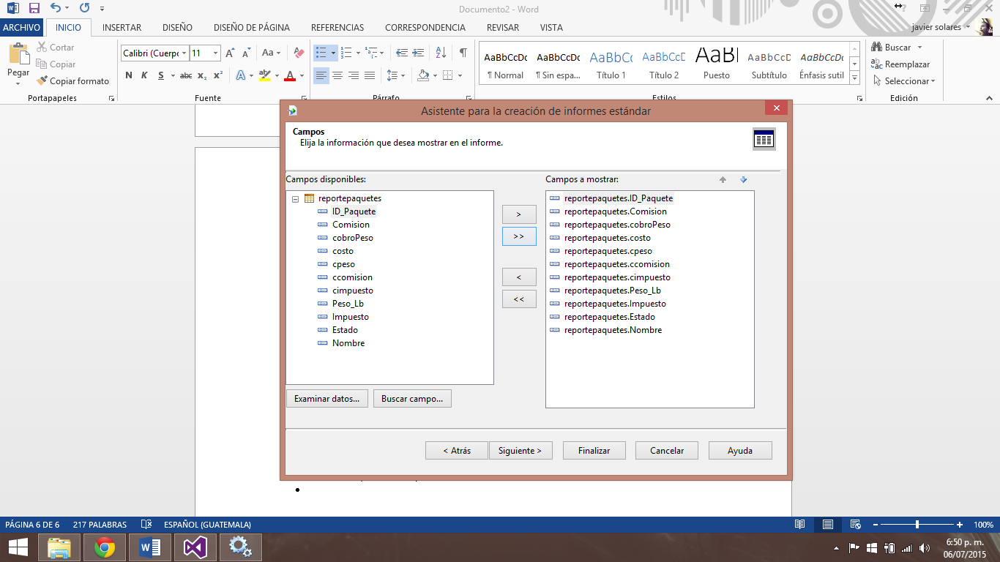 Documento2 - Word
ARCHIVO INICIO INSERTAR DISEÑO DISEÑO DE PÁGINA REFERENCIAS CORRESPONDENCIA REVISAR VISTA javier solares
Pegar
Cortar
Copiar
Copiar formato
Portapapeles
Calibri (Cuerpo 11
Aa
N K S abc x₂ x²
Fuente
Párrafo
AaBbCcDc AaBbCcDc AaBbCc AaBbCcD AaB AaBbCcD AaBbCcDc
¶ Normal ¶ Sin espa... Título 1 Título 2 Puesto Subtítulo Énfasis sutil
Estilos
Buscar
Reemplazar
Seleccionar
Edición
Asistente para la creación de informes estándar
Campos
Elija la información que desea mostrar en el informe.
Campos disponibles:
reportepaquetes
ID_Paquete
Comision
cobroPeso
costo
cpeso
ccomision
cimpuesto
Peso_Lb
Impuesto
Estado
Nombre
>
>>
<
<<
Campos a mostrar:
reportepaquetes.ID_Paquete
reportepaquetes.Comision
reportepaquetes.cobroPeso
reportepaquetes.costo
reportepaquetes.cpeso
reportepaquetes.ccomision
reportepaquetes.cimpuesto
reportepaquetes.Peso_Lb
reportepaquetes.Impuesto
reportepaquetes.Estado
reportepaquetes.Nombre
Examinar datos... Buscar campo...
< Atrás Siguiente > Finalizar Cancelar Ayuda
PÁGINA 6 DE 6 217 PALABRAS ESPAÑOL (GUATEMALA) 100%
6:50 p. m.
06/07/2015